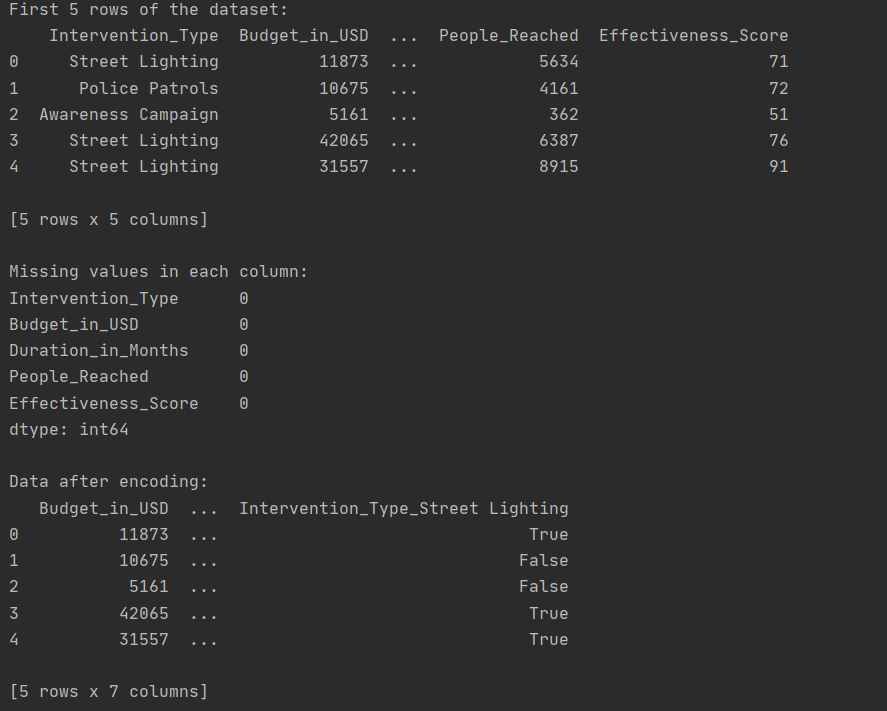 First 5 rows of the dataset:
    Intervention_Type  Budget_in_USD  ...  People_Reached  Effectiveness_Score
0     Street Lighting          11873  ...            5634                   71
1      Police Patrols          10675  ...            4161                   72
2  Awareness Campaign           5161  ...             362                   51
3     Street Lighting          42065  ...            6387                   76
4     Street Lighting          31557  ...            8915                   91

[5 rows x 5 columns]

Missing values in each column:
Intervention_Type      0
Budget_in_USD          0
Duration_in_Months     0
People_Reached         0
Effectiveness_Score    0
dtype: int64

Data after encoding:
   Budget_in_USD  ...  Intervention_Type_Street Lighting
0          11873  ...                               True
1          10675  ...                              False
2           5161  ...                              False
3          42065  ...                               True
4          31557  ...                               True

[5 rows x 7 columns]